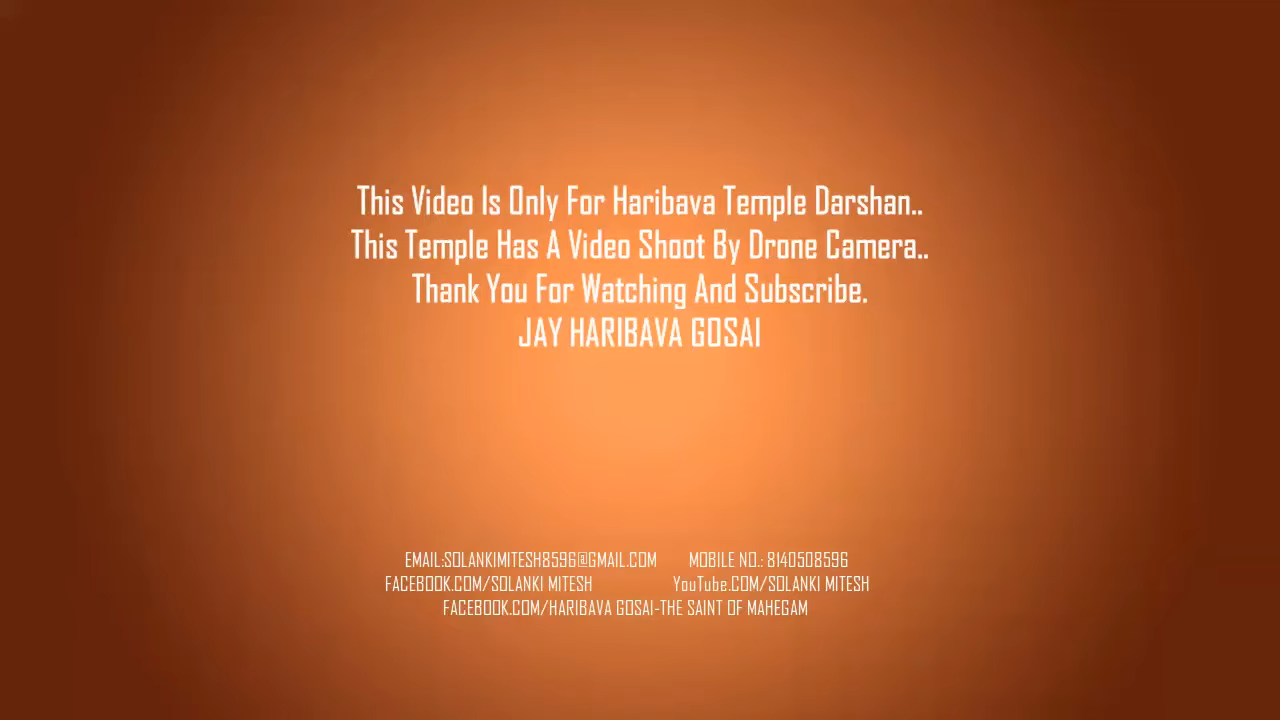 This Video Is Only For Haribava Temple Darshan..
This Temple Has A Video Shoot By Drone Camera..
Thank You For Watching And Subscribe.
JAY HARIBAVA GOSAI
EMAIL:SOLANKIMITESH8596@GMAIL.COM MOBILE NO.: 8140508596
FACEBOOK.COM/SOLANKI MITESH YouTube.COM/SOLANKI MITESH
FACEBOOK.COM/HARIBAVA GOSAI-THE SAINT OF MAHEGAM